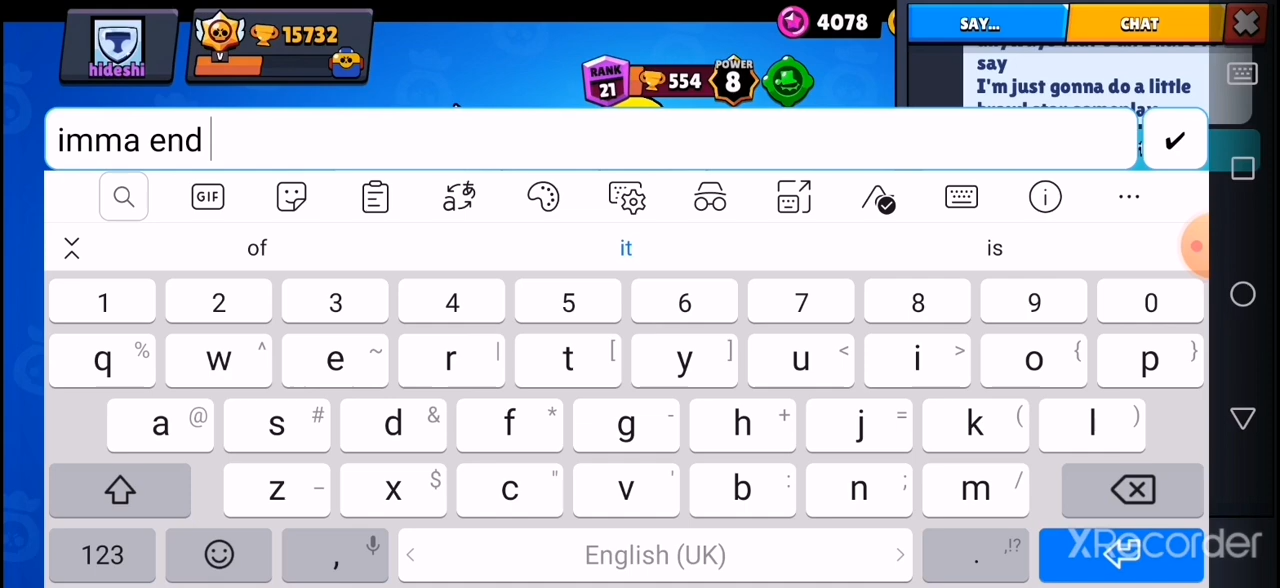 hideshi
15732
V
4078
SAY...
CHAT
RANK
21
554
POWER
8
say
I'm just gonna do a little
imma end
GIF
of
it
is
1 2 3 4 5 6 7 8 9 0
q % w ^ e ~ r | t [ y ] u < i > o { p }
a @ s # d & f * g - h + j = k ( l )
z _ x $ c " v ' b : n ; m /
123
,
English (UK)
. ,!?
XRecorder